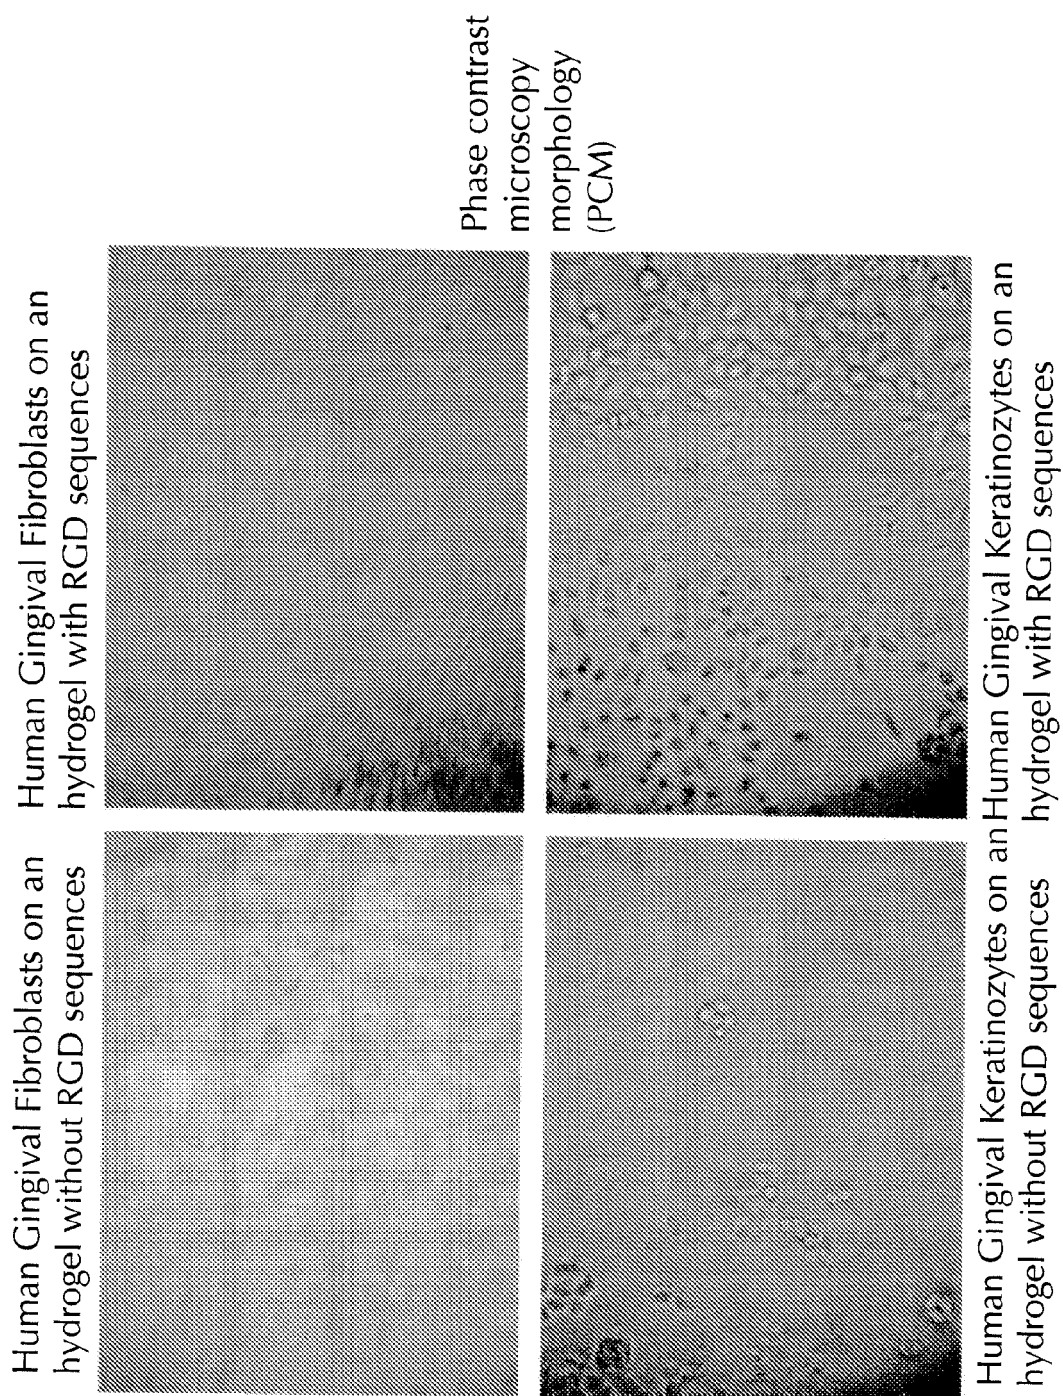 Human Gingival Fibroblasts on an
hydrogel without RGD sequences
Human Gingival Fibroblasts on an
hydrogel with RGD sequences
Phase contrast
microscopy
morphology
(PCM)
Human Gingival Keratinozytes on an
hydrogel without RGD sequences
Human Gingival Keratinozytes on an
hydrogel with RGD sequences